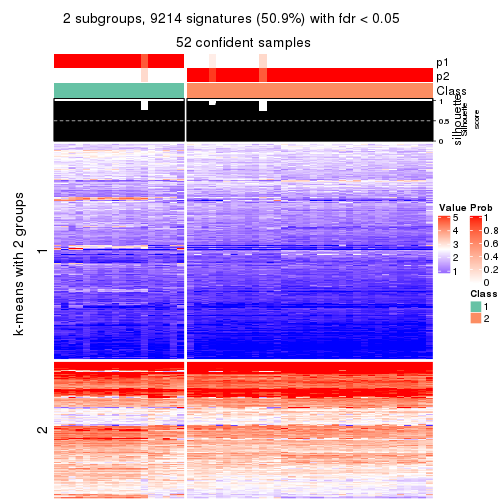 2 subgroups, 9214 signatures (50.9%) with fdr < 0.05
52 confident samples
p1
p2
Class
1
0.5
0
silhouette
Silhouette
score
k-means with 2 groups
1
2
Value
5
4
3
2
1
Prob
1
0.8
0.6
0.4
0.2
0
Class
1
2